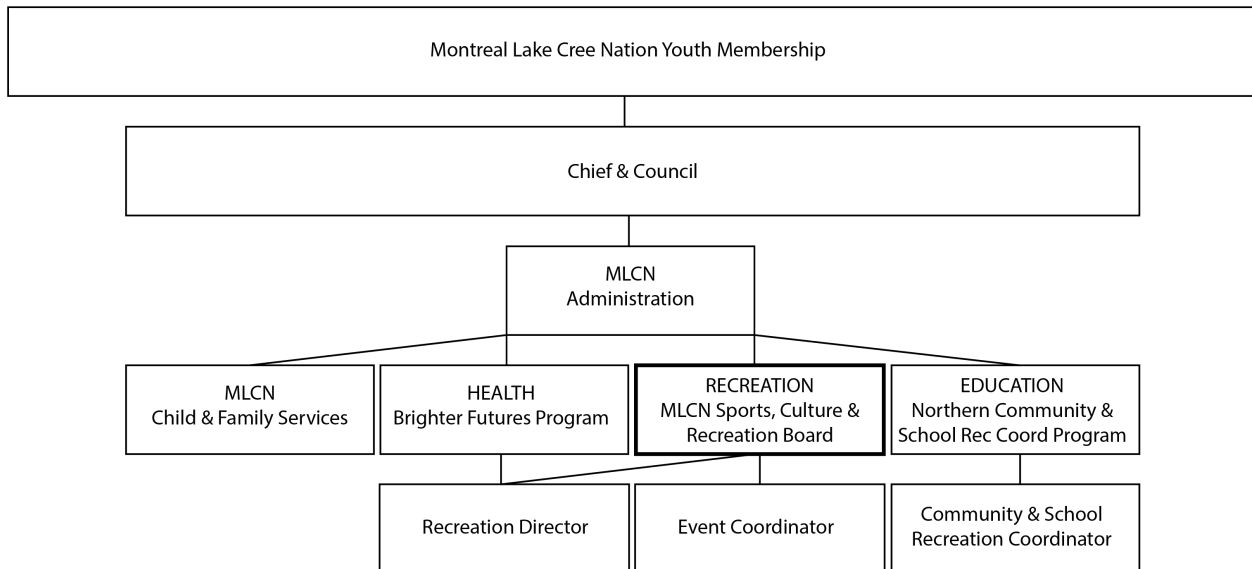 Montreal Lake Cree Nation Youth Membership
Chief & Council
MLCN
Administration
MLCN
Child & Family Services
HEALTH
Brighter Futures Program
RECREATION
MLCN Sports, Culture &
Recreation Board
EDUCATION
Northern Community &
School Rec Coord Program
Recreation Director
Event Coordinator
Community & School
Recreation Coordinator